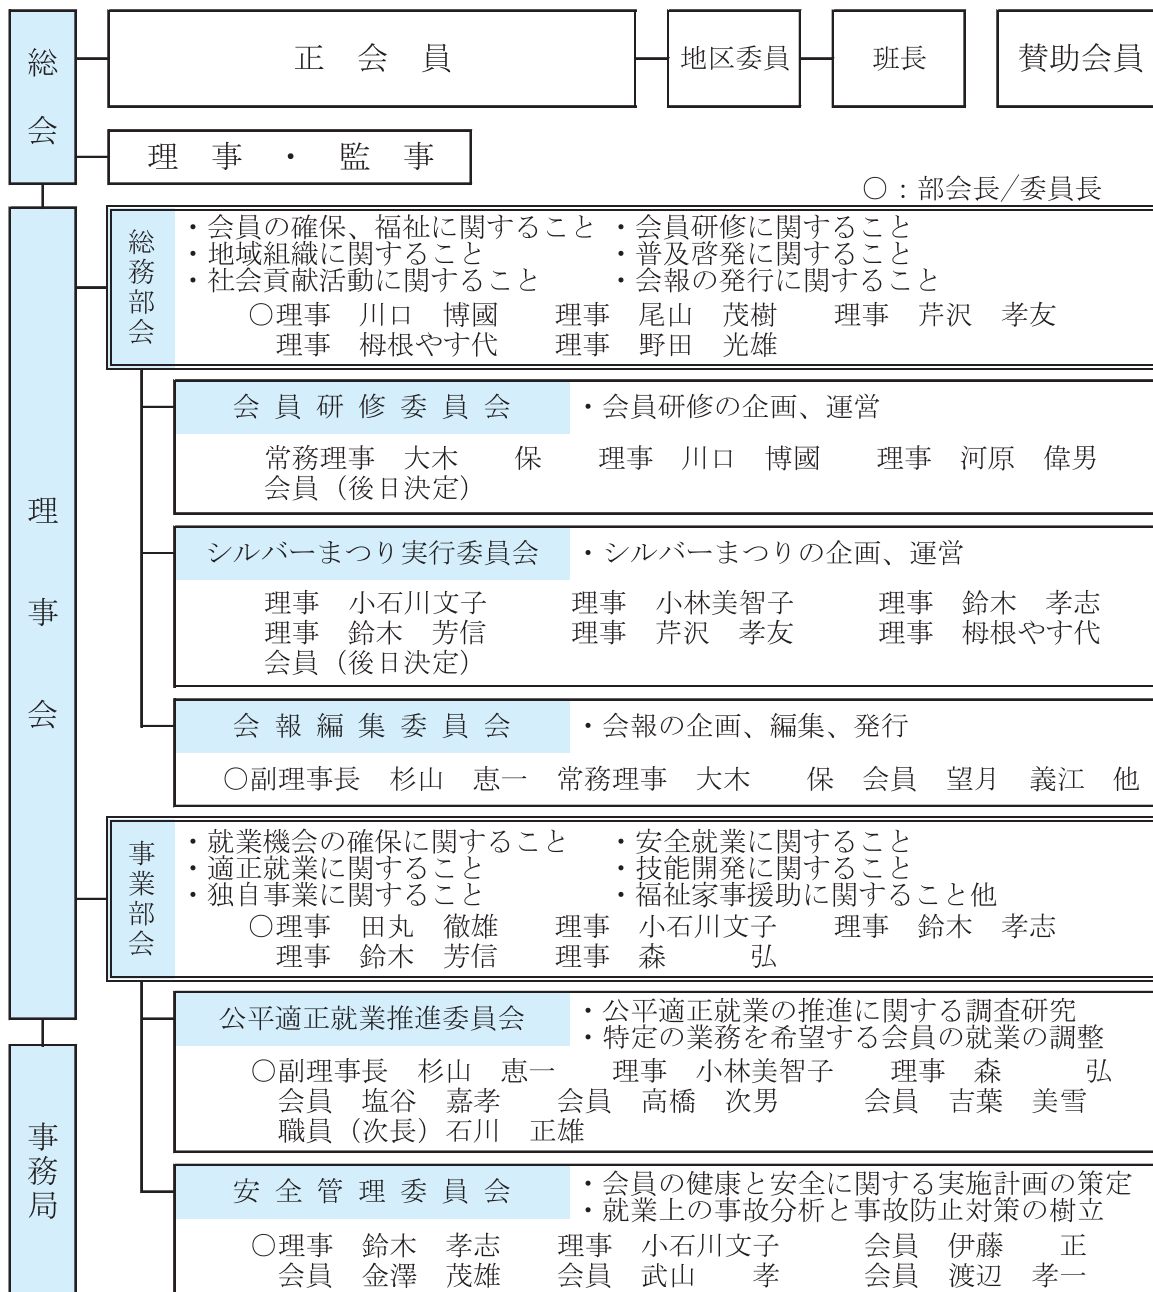 総会
正会員
地区委員
班長
賛助会員
理事・監事
〇：部会長/委員長
理事会
総務部会
・会員の確保、福祉に関すること ・会員研修に関すること
・地域組織に関すること ・普及啓発に関すること
・社会貢献活動に関すること ・会報の発行に関すること
〇理事 川口 博國 理事 尾山 茂樹 理事 芹沢 孝友
理事 栂根やす代 理事 野田 光雄
会員研修委員会 ・会員研修の企画、運営
常務理事 大木 保 理事 川口 博國 理事 河原 偉男
会員（後日決定）
シルバーまつり実行委員会 ・シルバーまつりの企画、運営
理事 小石川文子 理事 小林美智子 理事 鈴木 孝志
理事 鈴木 芳信 理事 芹沢 孝友 理事 栂根やす代
会員（後日決定）
会報編集委員会 ・会報の企画、編集、発行
〇副理事長 杉山 恵一 常務理事 大木 保 会員 望月 義江 他
事業部会
・就業機会の確保に関すること ・安全就業に関すること
・適正就業に関すること ・技能開発に関すること
・独自事業に関すること ・福祉家事援助に関すること他
〇理事 田丸 徹雄 理事 小石川文子 理事 鈴木 孝志
理事 鈴木 芳信 理事 森 弘
公平適正就業推進委員会 ・公平適正就業の推進に関する調査研究
・特定の業務を希望する会員の就業の調整
〇副理事長 杉山 恵一 理事 小林美智子 理事 森 弘
会員 塩谷 嘉孝 会員 高橋 次男 会員 吉葉 美雪
職員（次長）石川 正雄
事務局
安全管理委員会 ・会員の健康と安全に関する実施計画の策定
・就業上の事故分析と事故防止対策の樹立
〇理事 鈴木 孝志 理事 小石川文子 会員 伊藤 正
会員 金澤 茂雄 会員 武山 孝 会員 渡辺 孝一